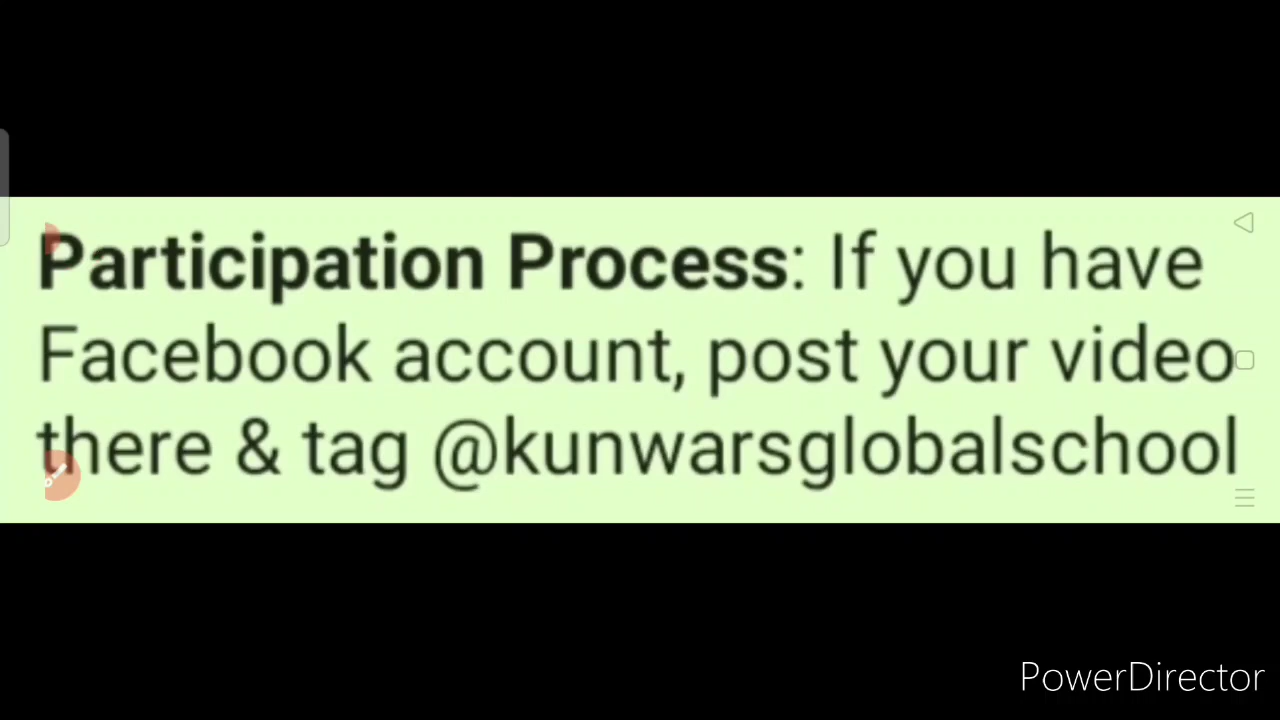 Participation Process: If you have
Facebook account, post your video
there & tag @kunwarsglobalschool
PowerDirector